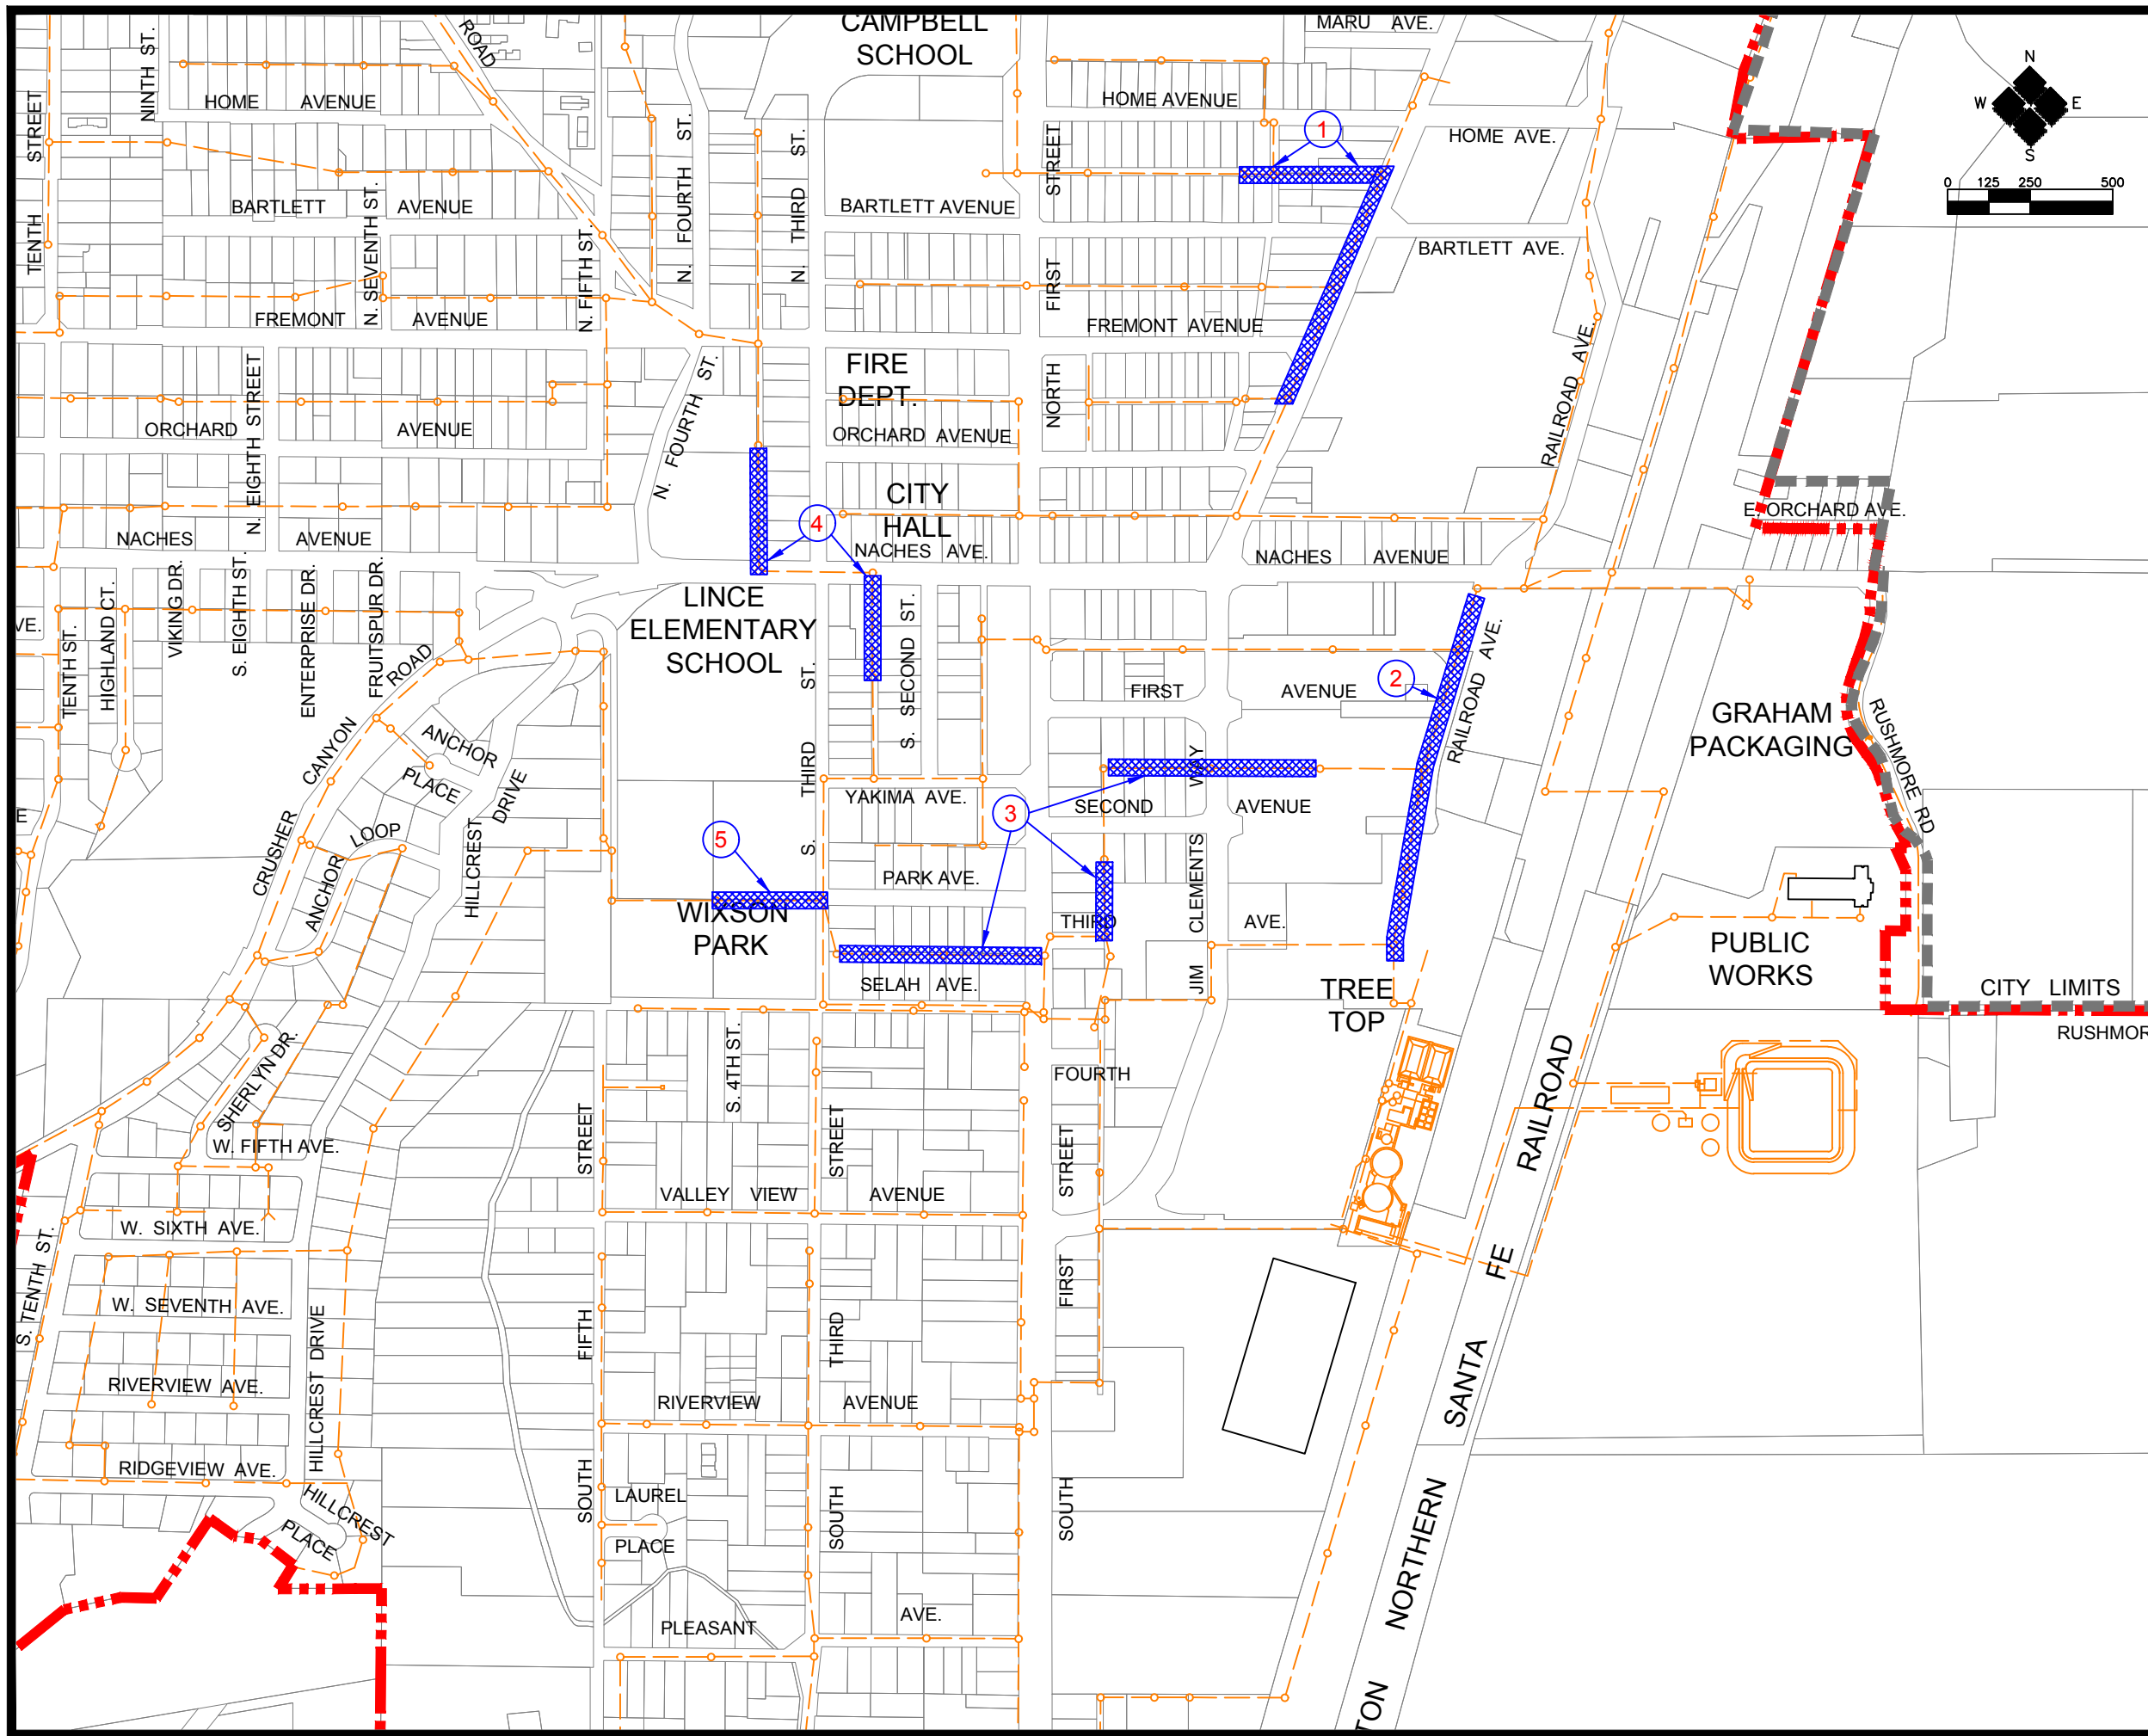 CAMPBELL
SCHOOL
MARU AVE.
ROAD
NINTH ST.
HOME AVENUE
HOME AVENUE
HOME AVE.
N
W E
S
0 125 250 500
TENTH STREET
BARTLETT AVENUE
N. SEVENTH ST.
N. FIFTH ST.
N. FOURTH ST.
N. THIRD ST.
BARTLETT AVENUE
NORTH FIRST STREET
1
BARTLETT AVE.
FREMONT AVENUE
FREMONT AVENUE
FIRE
DEPT.
N. FOURTH ST.
RAILROAD AVE.
N. EIGHTH STREET
ORCHARD AVENUE
ORCHARD AVENUE
CITY
HALL
4
E. ORCHARD AVE.
NACHES AVENUE
NACHES AVE.
NACHES AVENUE
VE.
TENTH ST.
HIGHLAND CT.
VIKING DR.
S. EIGHTH ST.
ENTERPRISE DR.
FRUITSPUR DR.
LINCE
ELEMENTARY
SCHOOL
S. THIRD ST.
S. SECOND ST.
FIRST AVENUE
2
RAILROAD AVE.
GRAHAM
PACKAGING
RUSHMORE RD
CRUSHER CANYON ROAD
ANCHOR
PLACE
HILLCREST DRIVE
E
ANCHOR LOOP
YAKIMA AVE.
3
SECOND AVENUE
JIM CLEMENTS WAY
5
PARK AVE.
WIXSON
PARK
THIRD AVE.
SELAH AVE.
PUBLIC
WORKS
TREE
TOP
CITY LIMITS
RUSHMOR
SHERLYN DR.
S. 4TH ST.
FOURTH
W. FIFTH AVE.
SOUTH FIFTH STREET
SOUTH THIRD STREET
SOUTH FIRST STREET
VALLEY VIEW AVENUE
W. SIXTH AVE.
S. TENTH ST.
W. SEVENTH AVE.
HILLCREST DRIVE
RIVERVIEW AVE.
RIVERVIEW AVENUE
RIDGEVIEW AVE.
HILLCREST
PLACE
LAUREL
PLACE
PLEASANT AVE.
TON NORTHERN SANTA FE RAILROAD